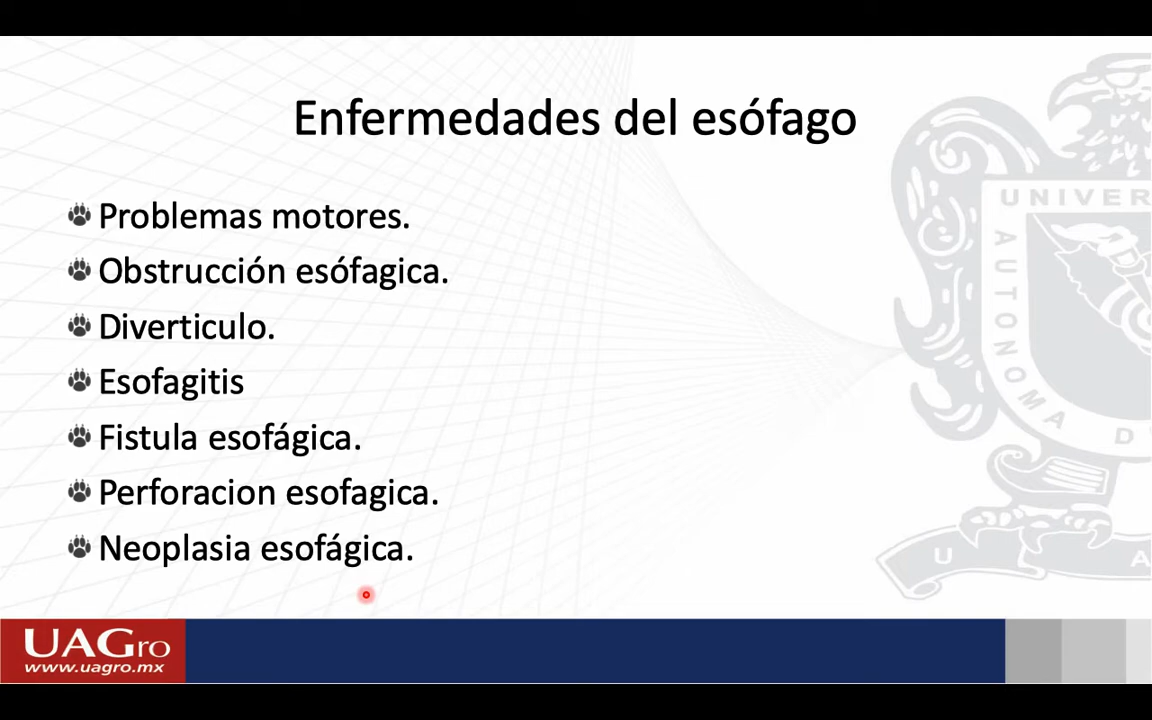 Enfermedades del esófago
Problemas motores.
Obstrucción esófagica.
Diverticulo.
Esofagitis
Fistula esofágica.
Perforacion esofagica.
Neoplasia esofágica.
UNIVER
AUTONOMA D
U A
UAGro
www.uagro.mx